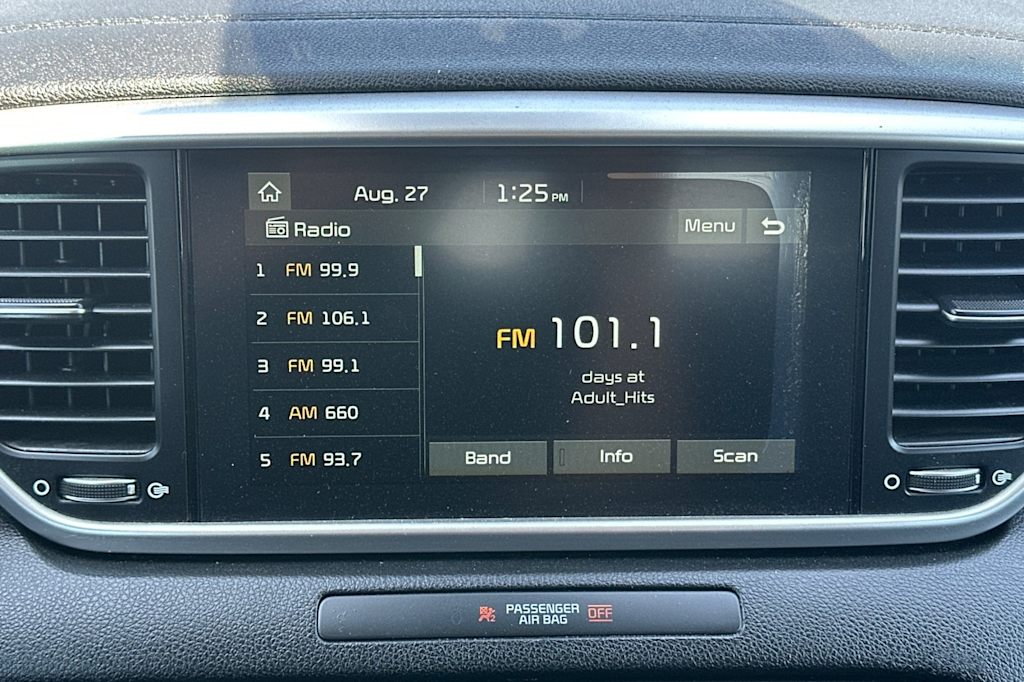 Aug. 27 1:25 PM
Radio Menu
1 FM 99.9
2 FM 106.1
3 FM 99.1
4 AM 660
5 FM 93.7
FM 101.1
days at
Adult_Hits
Band Info Scan
2 PASSENGER AIR BAG OFF